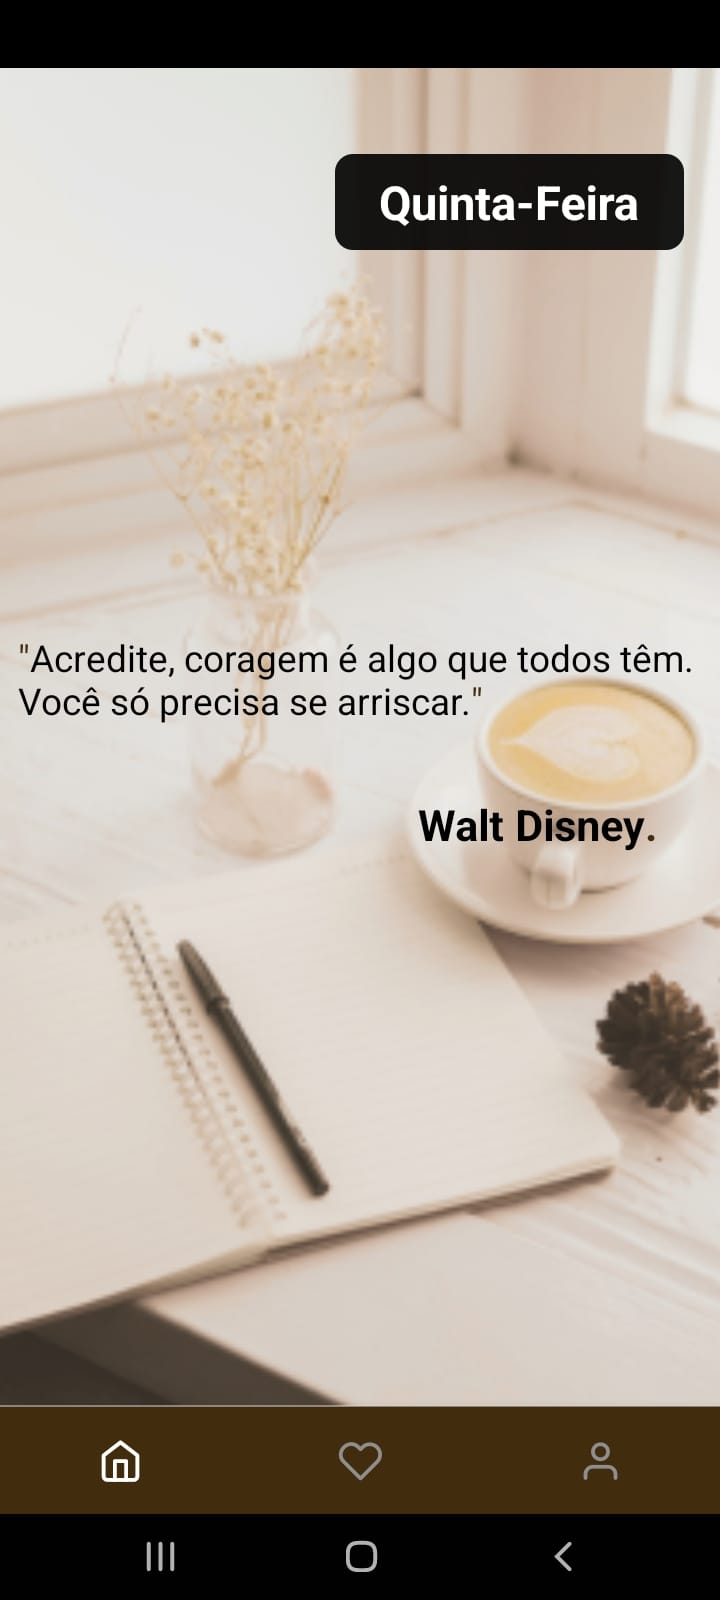 Quinta-Feira
"Acredite, coragem é algo que todos têm.
Você só precisa se arriscar."
Walt Disney.